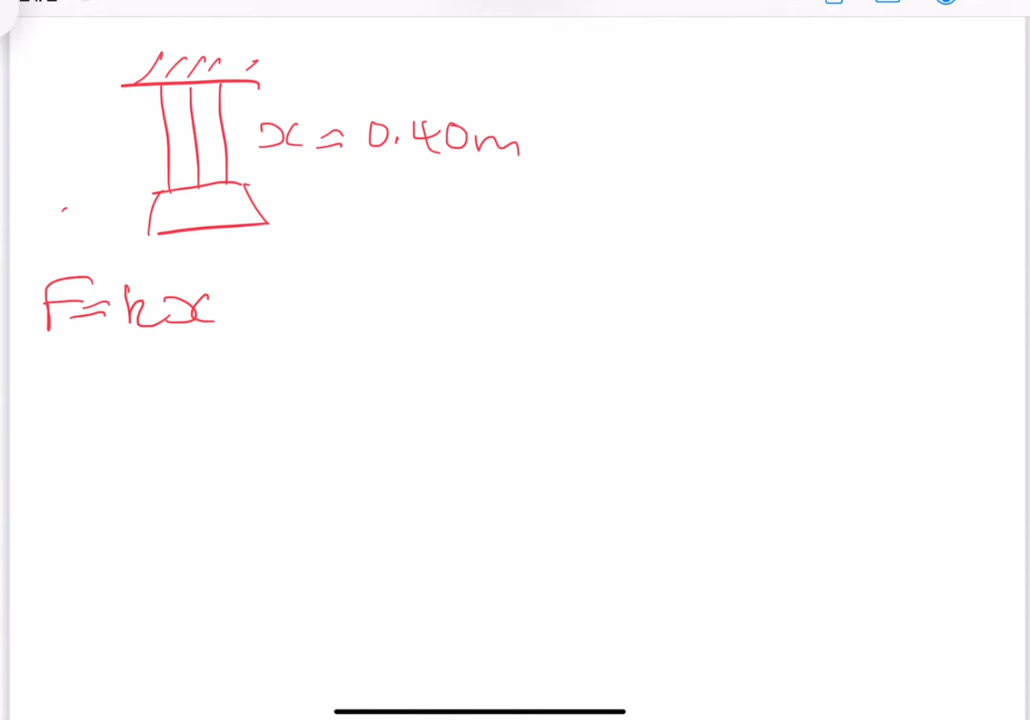 x = 0.40m
F = kx